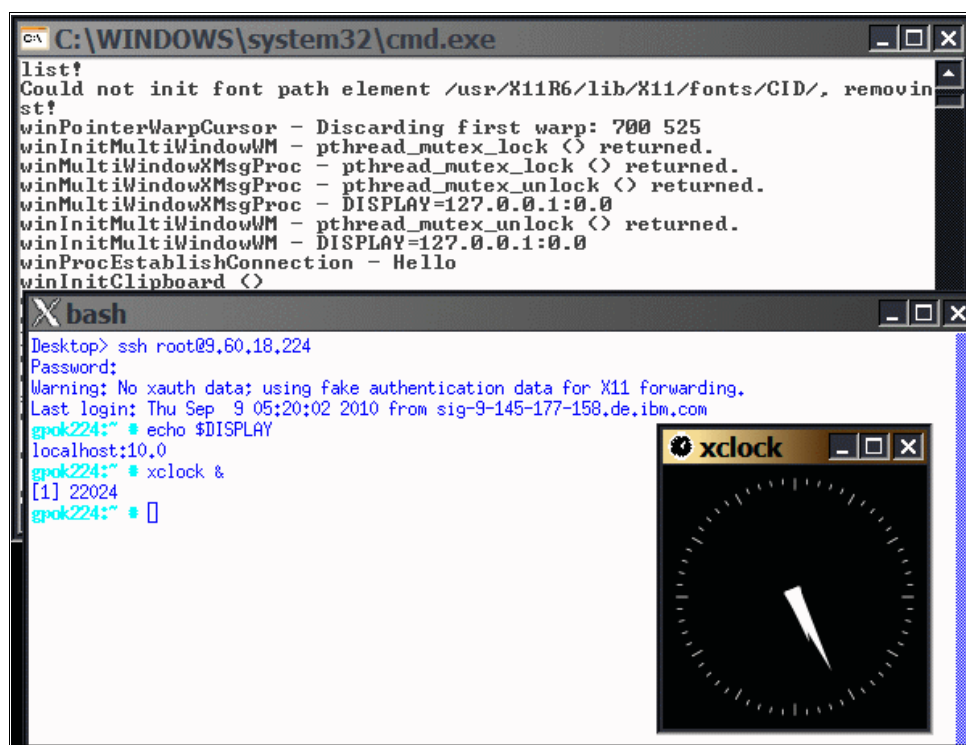 C:\WINDOWS\system32\cmd.exe
list!
Could not init font path element /usr/X11R6/lib/X11/fonts/CID/, removin
st!
winPointerWarpCursor - Discarding first warp: 700 525
winInitMultiWindowWM - pthread_mutex_lock () returned.
winMultiWindowXMsgProc - pthread_mutex_lock () returned.
winMultiWindowXMsgProc - pthread_mutex_unlock () returned.
winMultiWindowXMsgProc - DISPLAY=127.0.0.1:0.0
winInitMultiWindowWM - pthread_mutex_unlock () returned.
winInitMultiWindowWM - DISPLAY=127.0.0.1:0.0
winProcEstablishConnection - Hello
winInitClipboard ()
bash
Desktop> ssh root@9.60.18.224
Password:
Warning: No xauth data; using fake authentication data for X11 forwarding.
Last login: Thu Sep  9 05:20:02 2010 from sig-9-145-177-158.de.ibm.com
gpok224:~ # echo $DISPLAY
localhost:10.0
gpok224:~ # xclock &
[1] 22024
gpok224:~ #
xclock